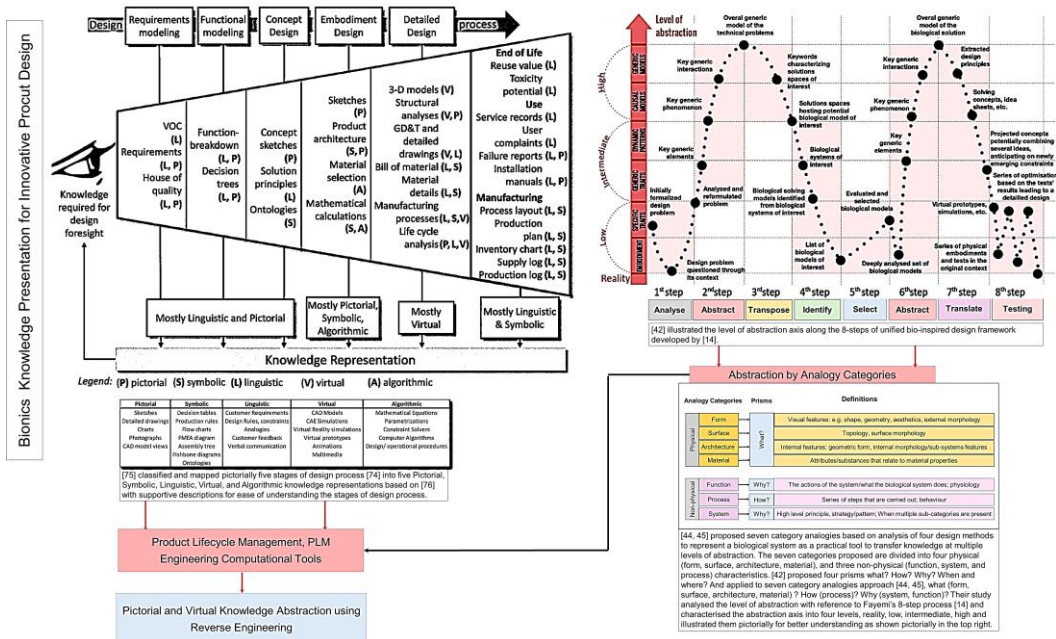 Bionics Knowledge Presentation for Innovative Procut Design
Design
Requirements
modeling
Functional
modeling
Concept
Design
Embodiment
Design
Detailed
Design
process
Knowledge
required for
design
foresight
VOC
(L)
Requirements
(L, P)
House of
quality
(L, P)
Function-
breakdown
(L, P)
Decision
trees
(L, P)
Concept
sketches
(P)
Solution
principles
(L)
Ontologies
(S)
Sketches
(P)
Product
architecture
(S, P)
Material
selection
(A)
Mathematical
calculations
(S, A)
3-D models (V)
Structural
analyses
(V, P)
GD&T and
detailed
drawings (V, L)
Bill of material (L, S)
Material
details (L, S)
Manufacturing
processes(L, S, V)
Life cycle
analysis(P, L, V)
End of Life
Reuse value (L)
Toxicity
potential (L)
Use
Service records (L)
User
complaints (L)
Failure reports (L, P)
Installation
manuals (L, P)
Manufacturing
Process layout (L, S)
Production
plan (L, S)
Inventory chart (L, S)
Supply log (L, S)
Production log (L, S)
Mostly Linguistic and Pictorial
Mostly Pictorial,
Symbolic,
Algorithmic
Mostly
Virtual
Mostly Linguistic
& Symbolic
Knowledge Representation
Legend: (P) pictorial (S) symbolic (L) linguistic (V) virtual (A) algorithmic
Pictorial
Sketches
Detailed drawings
Charts
Photographs
CAD model views
Symbolic
Decision tables
Production rules
Flow charts
FMEA diagram
Assembly tree
Fishbone diagrams
Ontologies
Linguistic
Customer Requirements
Design Rules, constraints
Analogies
Customer Feedback
Verbal communication
Virtual
CAD Models
CAE Simulations
Virtual Reality simulations
Virtual prototypes
Animations
Multimedia
Algorithmic
Mathematical Equations
Parametrizations
Constraint Solvers
Computer Algorithms
Design/ operational procedures
[75] classified and mapped pictorially five stages of design process [74] into five Pictorial,
Symbolic, Linguistic, Virtual, and Algorithmic knowledge representations based on [76]
with supportive descriptions for ease of understanding the stages of design process.
Product Lifecycle Management, PLM
Engineering Computational Tools
Pictorial and Virtual Knowledge Abstraction using
Reverse Engineering
Level of
abstraction
High
Intermediate
Low
Reality
GENERIC MODELS
CAUSAL MODELS
DYNAMIC PATTERNS
GENERIC TRAITS
SPECIFIC TRAITS
EMBODIMENT
Overal generic
model of the
technical problems
Key generic
interactions
Key generic
phenomenon
Key generic
elements
Initially
formalized
design
problem
Design problem
questioned through
its context
Analyzed and
reformulated
problem
Keywords
characterizing
solutions
spaces of
interest
Solutions spaces
hosting potential
biological model of
interest
Biological
systems of
interest
Biological solving
models identified
from biological
systems of interest
List of
biological
models of
interest
Evaluated and
selected
biological models
Deeply analysed set of
biological models
Overall generic
model of the
biological solution
Key generic
interactions
Key generic
phenomenon
Key
generic
elements
Extracted
design
principles
Solving
concepts, idea
sheets, etc.
Projected concepts
potentially combining
several ideas,
anticipating on newly
emerging constraints
Series of optimisation
based on the tests'
results leading to a
detailed design
Virtual prototypes,
simulations, etc.
Series of physical
embodiments
and tests in the
original context
1st step
2nd step
3rd step
4th step
5th step
6th step
7th step
8th step
Analyse
Abstract
Transpose
Identify
Select
Abstract
Translate
Testing
[42] illustrated the level of abstraction axis along the 8-steps of unified bio-inspired design framework
developed by [14].
Abstraction by Analogy Categories
Analogy Categories
Prisms
Definitions
Physical
Form
Surface
Architecture
Material
What?
Visual features: e.g. shape, geometry, aesthetics, external morphology
Topology, surface morphology
Internal features: geometric form, internal morphology/sub-systems features
Attributes/substances that relate to material properties
Non-physical
Function
Why?
The actions of the system/what the biological system does; physiology
Process
How?
Series of steps that are carried out; behaviour
System
Why?
High level principle, strategy/pattern; When multiple sub-categories are present
[44, 45] proposed seven category analogies based on analysis of four design methods
to represent a biological system as a practical tool to transfer knowledge at multiple
levels of abstraction. The seven categories proposed are divided into four physical
(form, surface, architecture, material), and three non-physical (function, system, and
process) characteristics. [42] proposed four prisms what? How? Why? When and
where? And applied to seven category analogies approach [44, 45], what (form,
surface, architecture, material) ? How (process)? Why (system, function)? Their study
analysed the level of abstraction with reference to Fayemi's 8-step process [14] and
characterised the abstraction axis into four levels, reality, low, intermediate, high and
illustrated them pictorially for better understanding as shown pictorially in the top right.